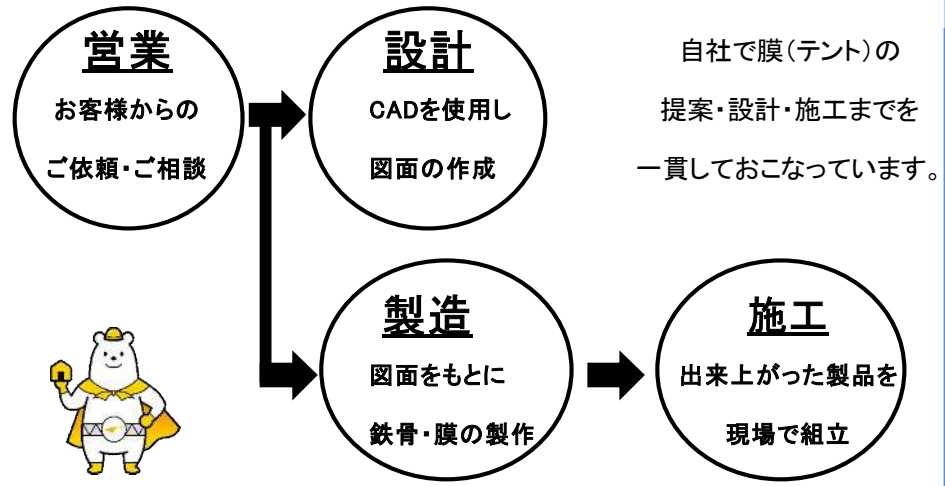 営業
お客様からの
ご依頼・ご相談
設計
CADを使用し
図面の作成
自社で膜（テント）の
提案・設計・施工までを
一貫しておこなっています。
製造
図面をもとに
鉄骨・膜の製作
施工
出来上がった製品を
現場で組立